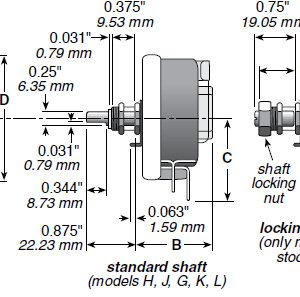 0.375"
9.53 mm
0.75"
19.05 mm
0.031"
0.79 mm
D
0.25"
6.35 mm
0.031"
0.79 mm
C
shaft
locking
nut
0.344"
8.73 mm
0.063"
1.59 mm
0.875"
22.23 mm
B
standard shaft
(models H, J, G, K, L)
lockin
(only m
stoc